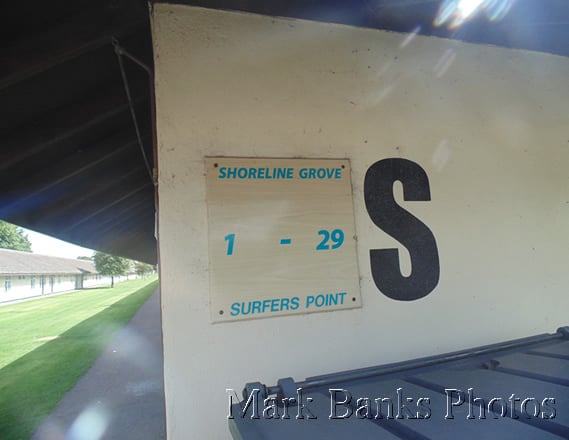 SHORELINE GROVE
1 - 29
SURFERS POINT
S
Mark Banks Photos